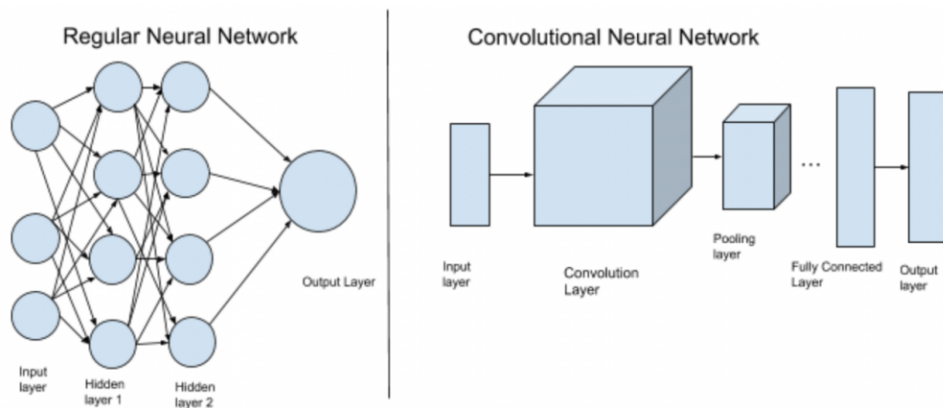 Regular Neural Network
Output Layer
Input
layer
Hidden
layer 1
Hidden
layer 2
Convolutional Neural Network
...
Input
layer
Convolution
Layer
Pooling
layer
Fully Connected
Layer
Output
layer